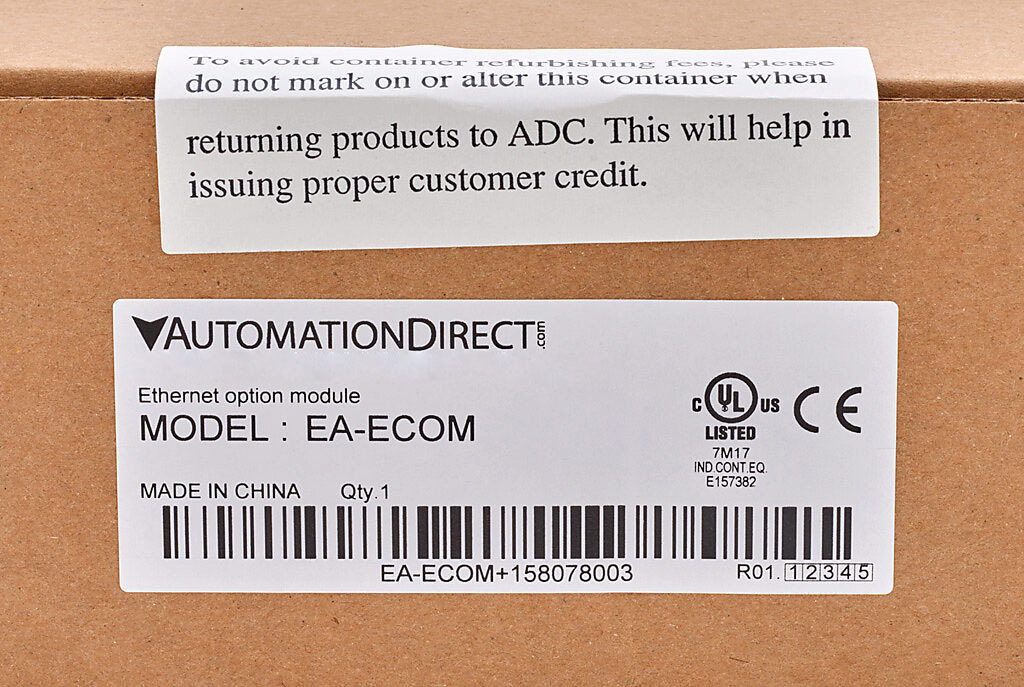 To avoid container refurbishing fees, please
do not mark on or alter this container when
returning products to ADC. This will help in
issuing proper customer credit.
AUTOMATIONDIRECT.com
Ethernet option module
MODEL : EA-ECOM
C UL US
LISTED
7M17
IND.CONT.EQ.
E157382
CE
MADE IN CHINA Qty.1
EA-ECOM+158078003
R01. 12345